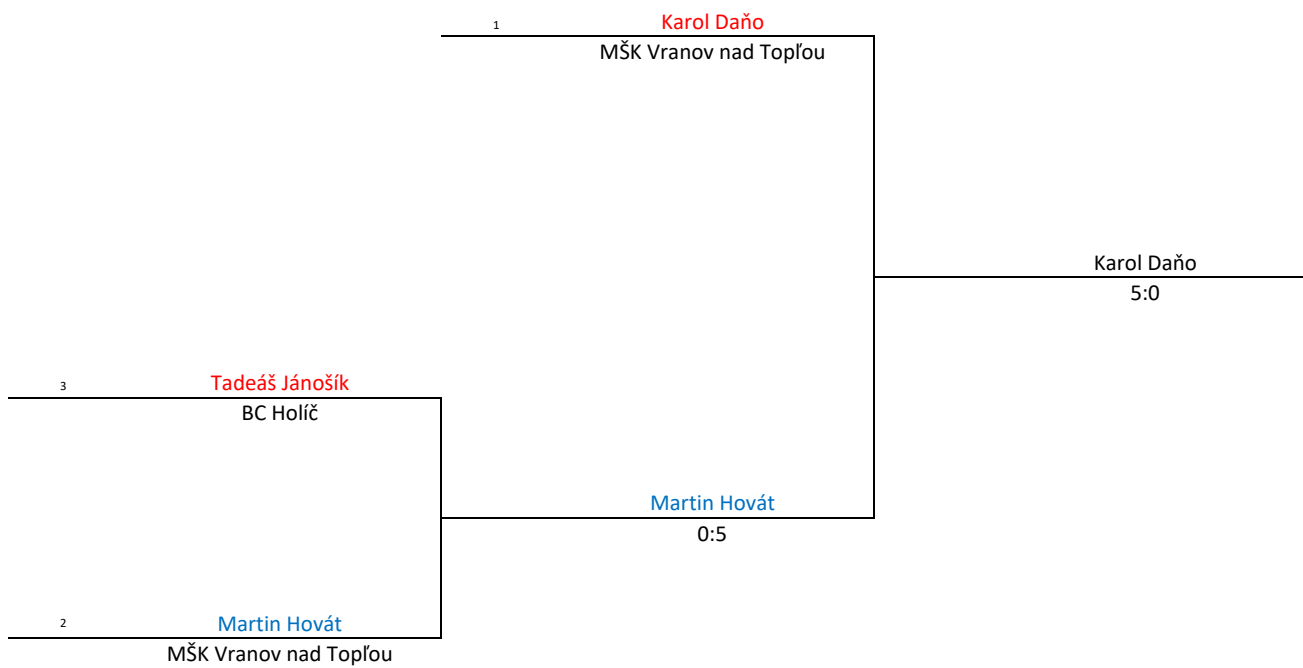 1
Karol Daňo
MŠK Vranov nad Topľou
Karol Daňo
5:0
3
Tadeáš Jánošík
BC Holíč
Martin Hovát
0:5
2
Martin Hovát
MŠK Vranov nad Topľou